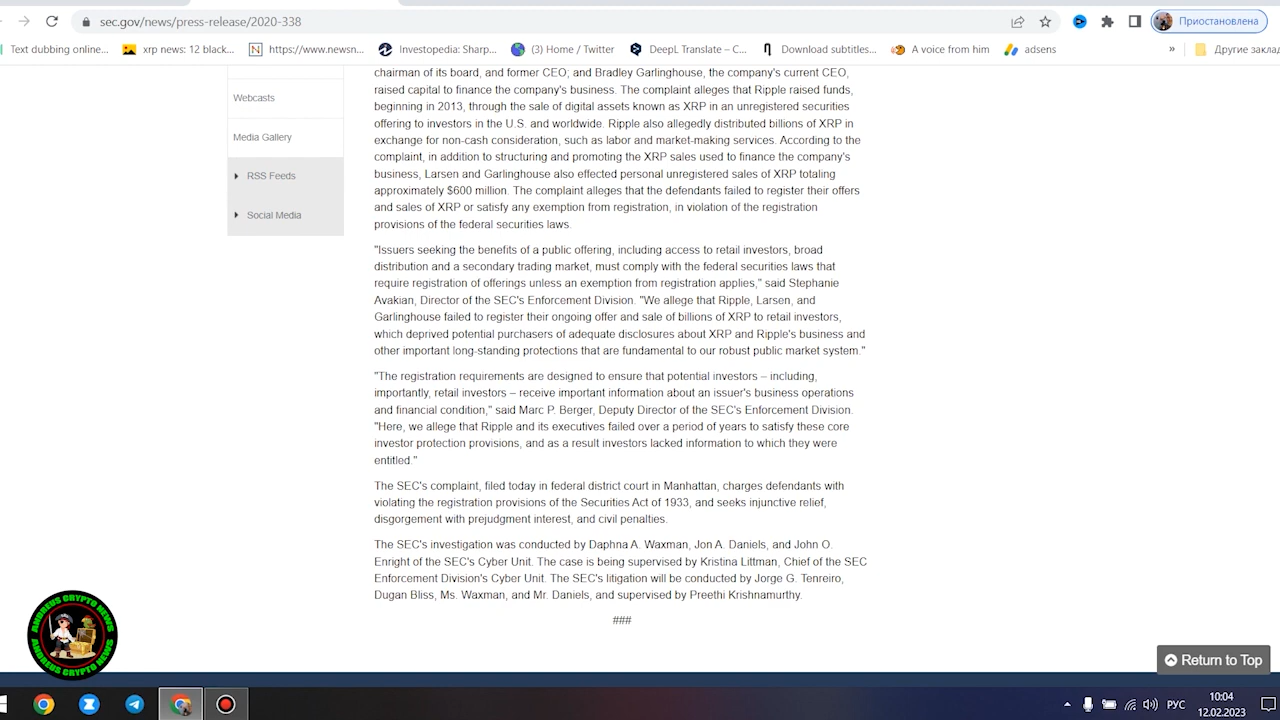 sec.gov/news/press-release/2020-338
Приостановлена
Text dubbing online...
xrp news: 12 black...
https://www.newsn...
Investopedia: Sharp...
(3) Home / Twitter
DeepL Translate – C...
Download subtitles...
A voice from him
adsens
»
Другие заклад
chairman of its board, and former CEO; and Bradley Garlinghouse, the company's current CEO,
raised capital to finance the company's business. The complaint alleges that Ripple raised funds,
beginning in 2013, through the sale of digital assets known as XRP in an unregistered securities
offering to investors in the U.S. and worldwide. Ripple also allegedly distributed billions of XRP in
exchange for non-cash consideration, such as labor and market-making services. According to the
complaint, in addition to structuring and promoting the XRP sales used to finance the company's
business, Larsen and Garlinghouse also effected personal unregistered sales of XRP totaling
approximately $600 million. The complaint alleges that the defendants failed to register their offers
and sales of XRP or satisfy any exemption from registration, in violation of the registration
provisions of the federal securities laws.
Webcasts
Media Gallery
RSS Feeds
Social Media
"Issuers seeking the benefits of a public offering, including access to retail investors, broad
distribution and a secondary trading market, must comply with the federal securities laws that
require registration of offerings unless an exemption from registration applies," said Stephanie
Avakian, Director of the SEC's Enforcement Division. "We allege that Ripple, Larsen, and
Garlinghouse failed to register their ongoing offer and sale of billions of XRP to retail investors,
which deprived potential purchasers of adequate disclosures about XRP and Ripple's business and
other important long-standing protections that are fundamental to our robust public market system."
"The registration requirements are designed to ensure that potential investors – including,
importantly, retail investors – receive important information about an issuer's business operations
and financial condition," said Marc P. Berger, Deputy Director of the SEC's Enforcement Division.
"Here, we allege that Ripple and its executives failed over a period of years to satisfy these core
investor protection provisions, and as a result investors lacked information to which they were
entitled."
The SEC's complaint, filed today in federal district court in Manhattan, charges defendants with
violating the registration provisions of the Securities Act of 1933, and seeks injunctive relief,
disgorgement with prejudgment interest, and civil penalties.
The SEC's investigation was conducted by Daphna A. Waxman, Jon A. Daniels, and John O.
Enright of the SEC's Cyber Unit. The case is being supervised by Kristina Littman, Chief of the SEC
Enforcement Division's Cyber Unit. The SEC's litigation will be conducted by Jorge G. Tenreiro,
Dugan Bliss, Ms. Waxman, and Mr. Daniels, and supervised by Preethi Krishnamurthy.
###
ANDREUS CRYPTO NEWS
ANDREUS CRYPTO NEWS
Return to Top
РУС
10:04
12.02.2023